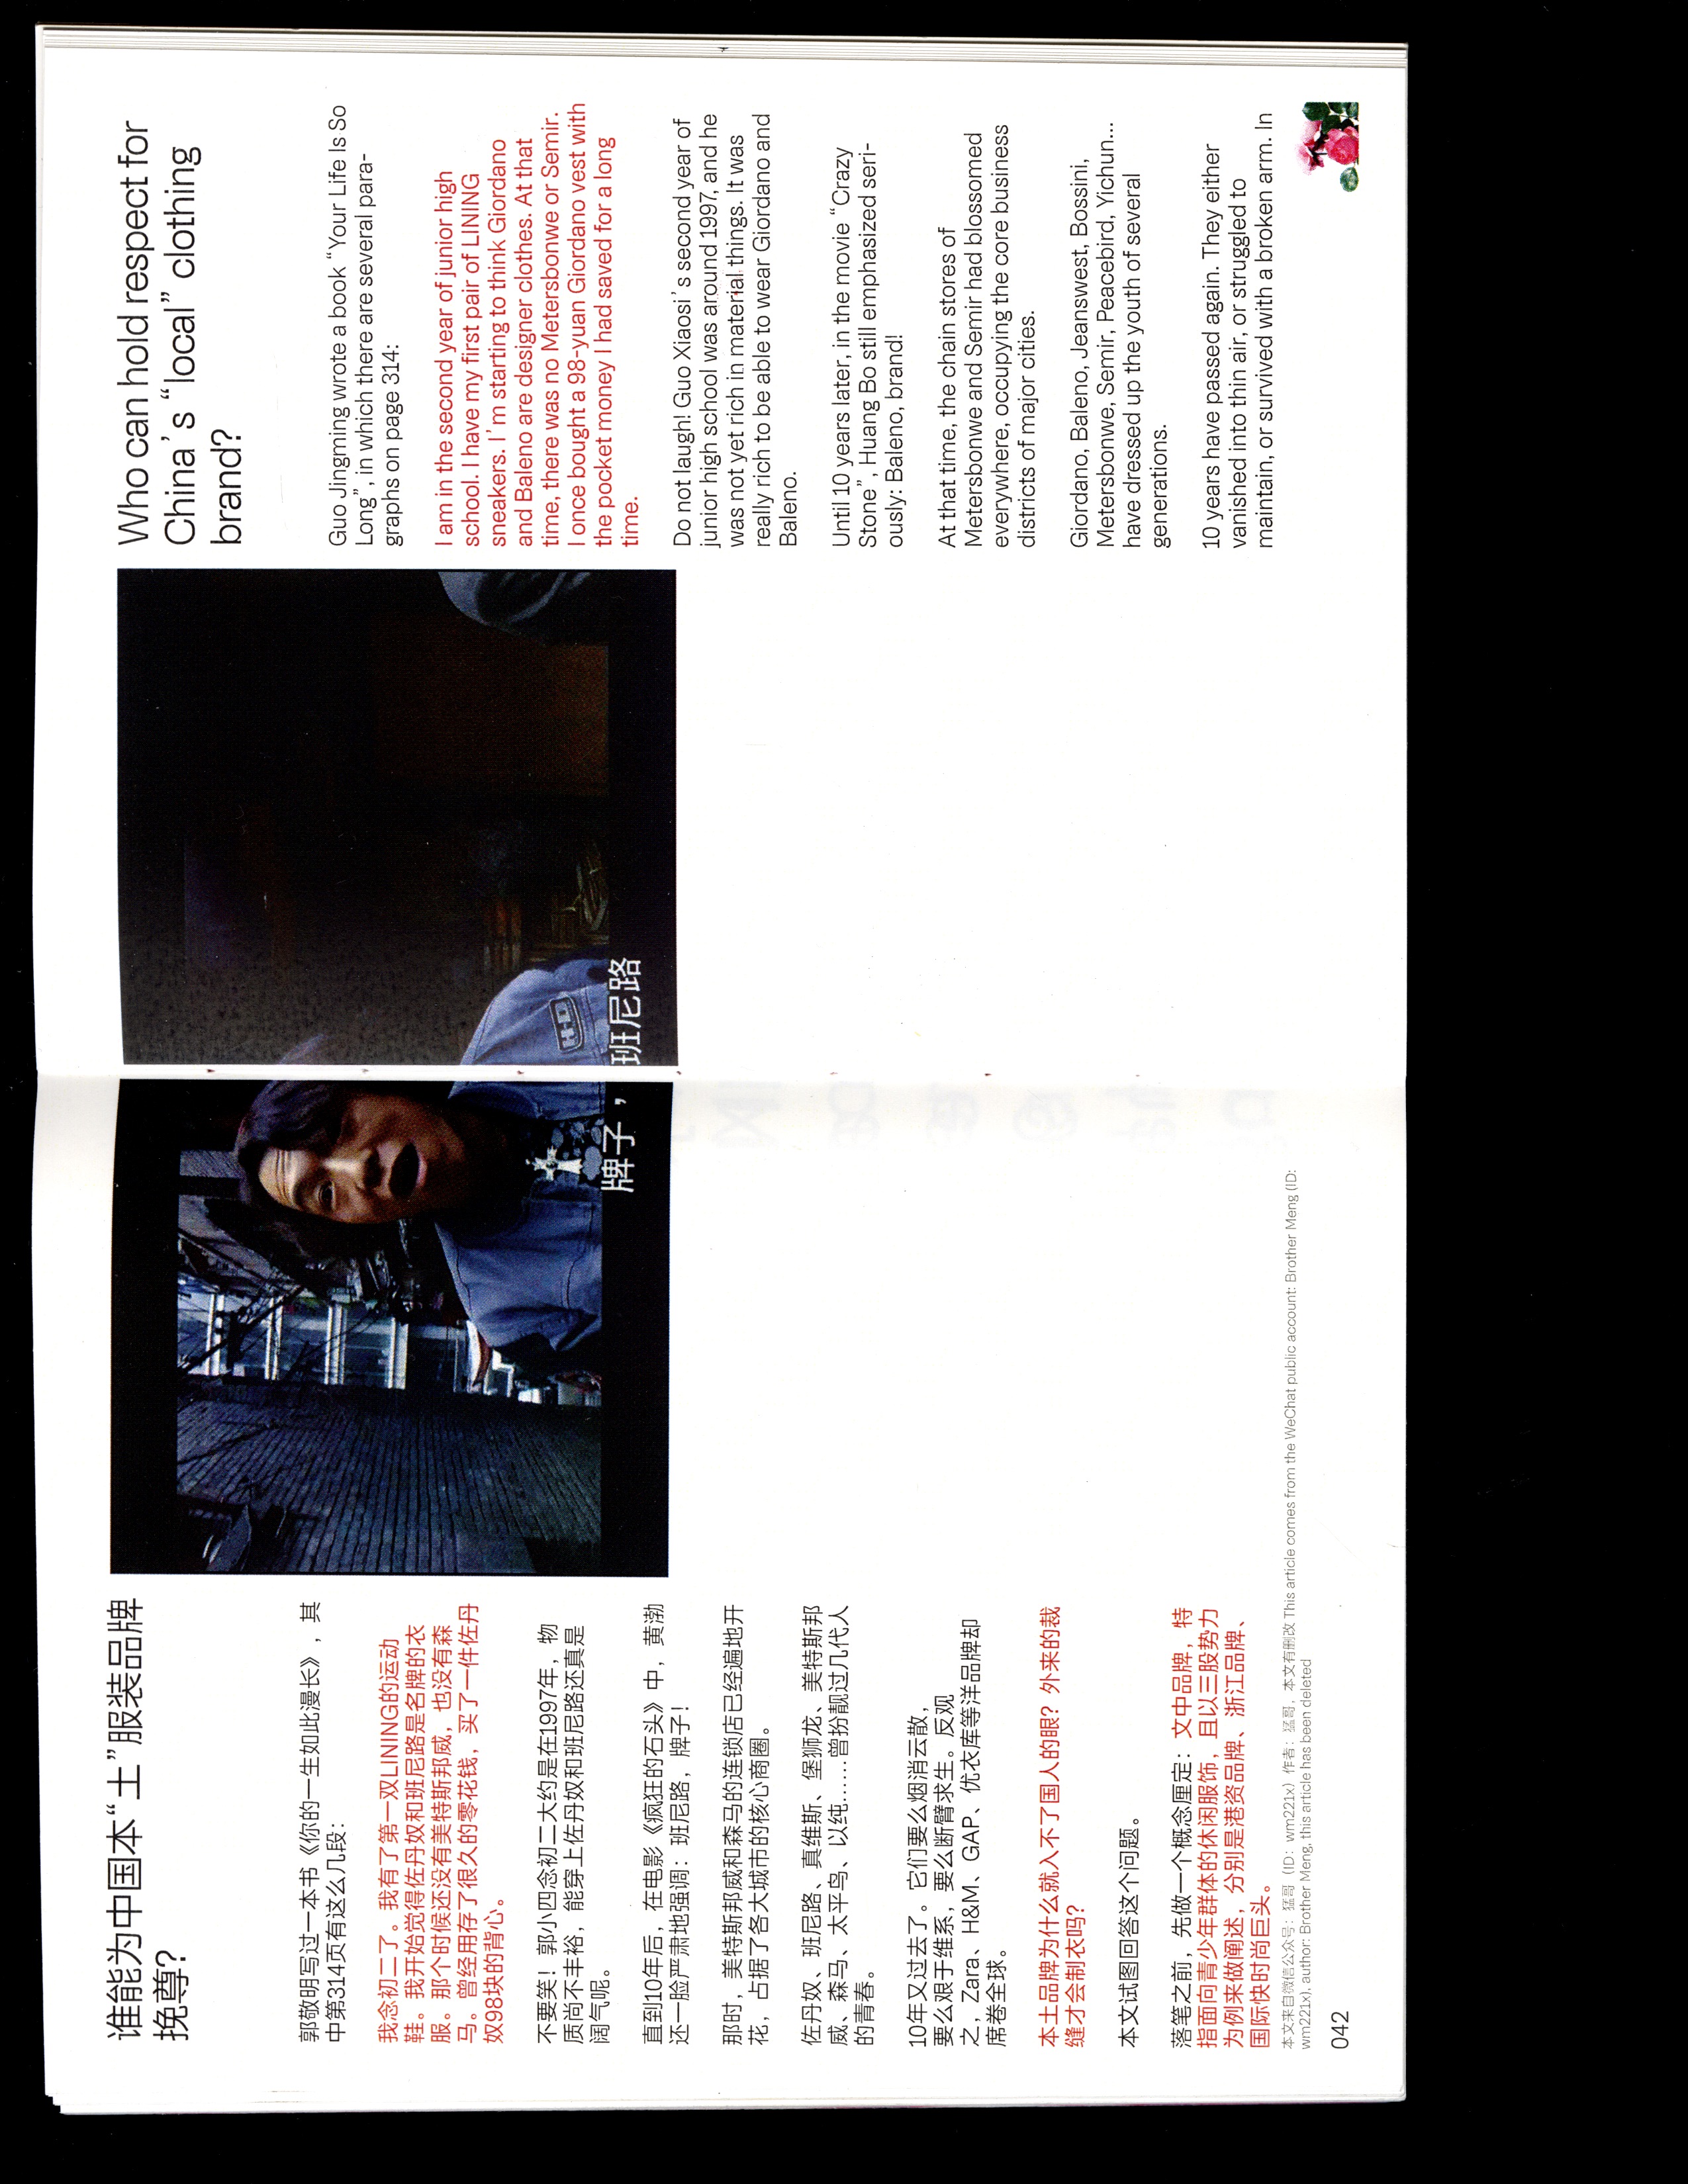 谁能为中国本“土”服装品牌
挽尊？
郭敬明写过一本书《你的一生如此漫长》，其
中第314页有这么几段：
我念初二了。我有了第一双LINING的运动
鞋。我开始觉得佐丹奴和班尼路是名牌的衣
服。那个时候还没有美特斯邦威，也没有森
马。曾经用存了很久的零花钱，买了一件佐丹
奴98块的背心。
不要笑！郭小四念初二大约是在1997年，物
质尚不丰裕，能穿上佐丹奴和班尼路还真是
阔气呢。
直到10年后，在电影《疯狂的石头》中，黄渤
还一脸严肃地强调：班尼路，牌子！
那时，美特斯邦威和森马的连锁店已经遍地开
花，占据了各大城市的核心商圈。
佐丹奴、班尼路、真维斯、堡狮龙、美特斯邦
威、森马、太平鸟、以纯……曾扮靓过几代人
的青春。
10年又过去了。它们要么烟消云散，
要么艰于维系，要么断臂求生。反观
之，Zara、H&M、GAP、优衣库等洋品牌却
席卷全球。
本土品牌为什么就入不了国人的眼？外来的裁
缝才会制衣吗？
本文试图回答这个问题。
落笔之前，先做一个概念厘定：文中品牌，特
指面向青少年群体的休闲服饰，且以三股势力
为例来做阐述，分别是港资品牌、浙江品牌、
国际快时尚巨头。
本文来自微信公众号：猛哥（ID：wm221x）作者：猛哥，本文有删改 This article comes from the WeChat public account: Brother Meng (ID:
wm221x), author: Brother Meng, this article has been deleted
042
H-D
牌子，班尼路
Who can hold respect for
China’s “local” clothing
brand?
Guo Jingming wrote a book “Your Life Is So
Long”, in which there are several para-
graphs on page 314:
I am in the second year of junior high
school. I have my first pair of LINING
sneakers. I’m starting to think Giordano
and Baleno are designer clothes. At that
time, there was no Metersbonwe or Semir.
I once bought a 98-yuan Giordano vest with
the pocket money I had saved for a long
time.
Do not laugh! Guo Xiaosi’s second year of
junior high school was around 1997, and he
was not yet rich in material things. It was
really rich to be able to wear Giordano and
Baleno.
Until 10 years later, in the movie “Crazy
Stone”, Huang Bo still emphasized seri-
ously: Baleno, brand!
At that time, the chain stores of
Metersbonwe and Semir had blossomed
everywhere, occupying the core business
districts of major cities.
Giordano, Baleno, Jeanswest, Bossini,
Metersbonwe, Semir, Peacebird, Yichun...
have dressed up the youth of several
generations.
10 years have passed again. They either
vanished into thin air, or struggled to
maintain, or survived with a broken arm. In